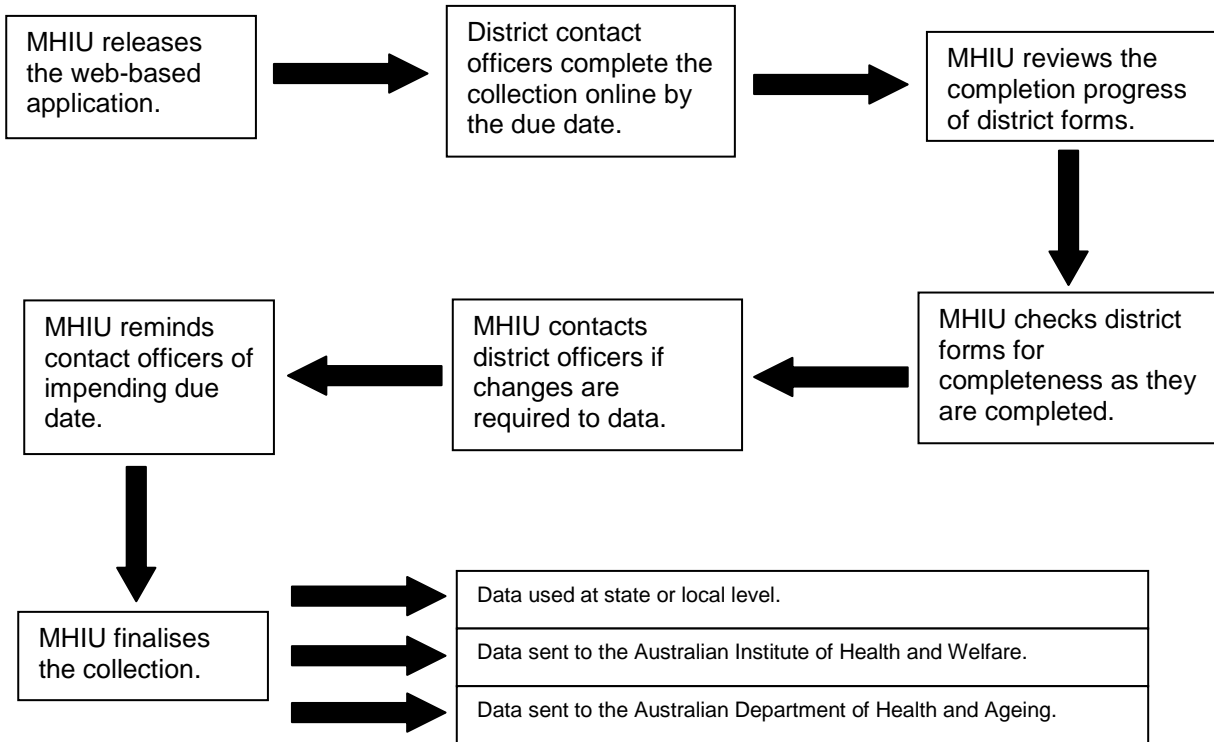 MHIU releases
the web-based
application.
District contact
officers complete the
collection online by
the due date.
MHIU reviews the
completion progress
of district forms.
MHIU checks district
forms for
completeness as they
are completed.
MHIU contacts
district officers if
changes are
required to data.
MHIU reminds
contact officers of
impending due
date.
MHIU finalises
the collection.
Data used at state or local level.
Data sent to the Australian Institute of Health and Welfare.
Data sent to the Australian Department of Health and Ageing.